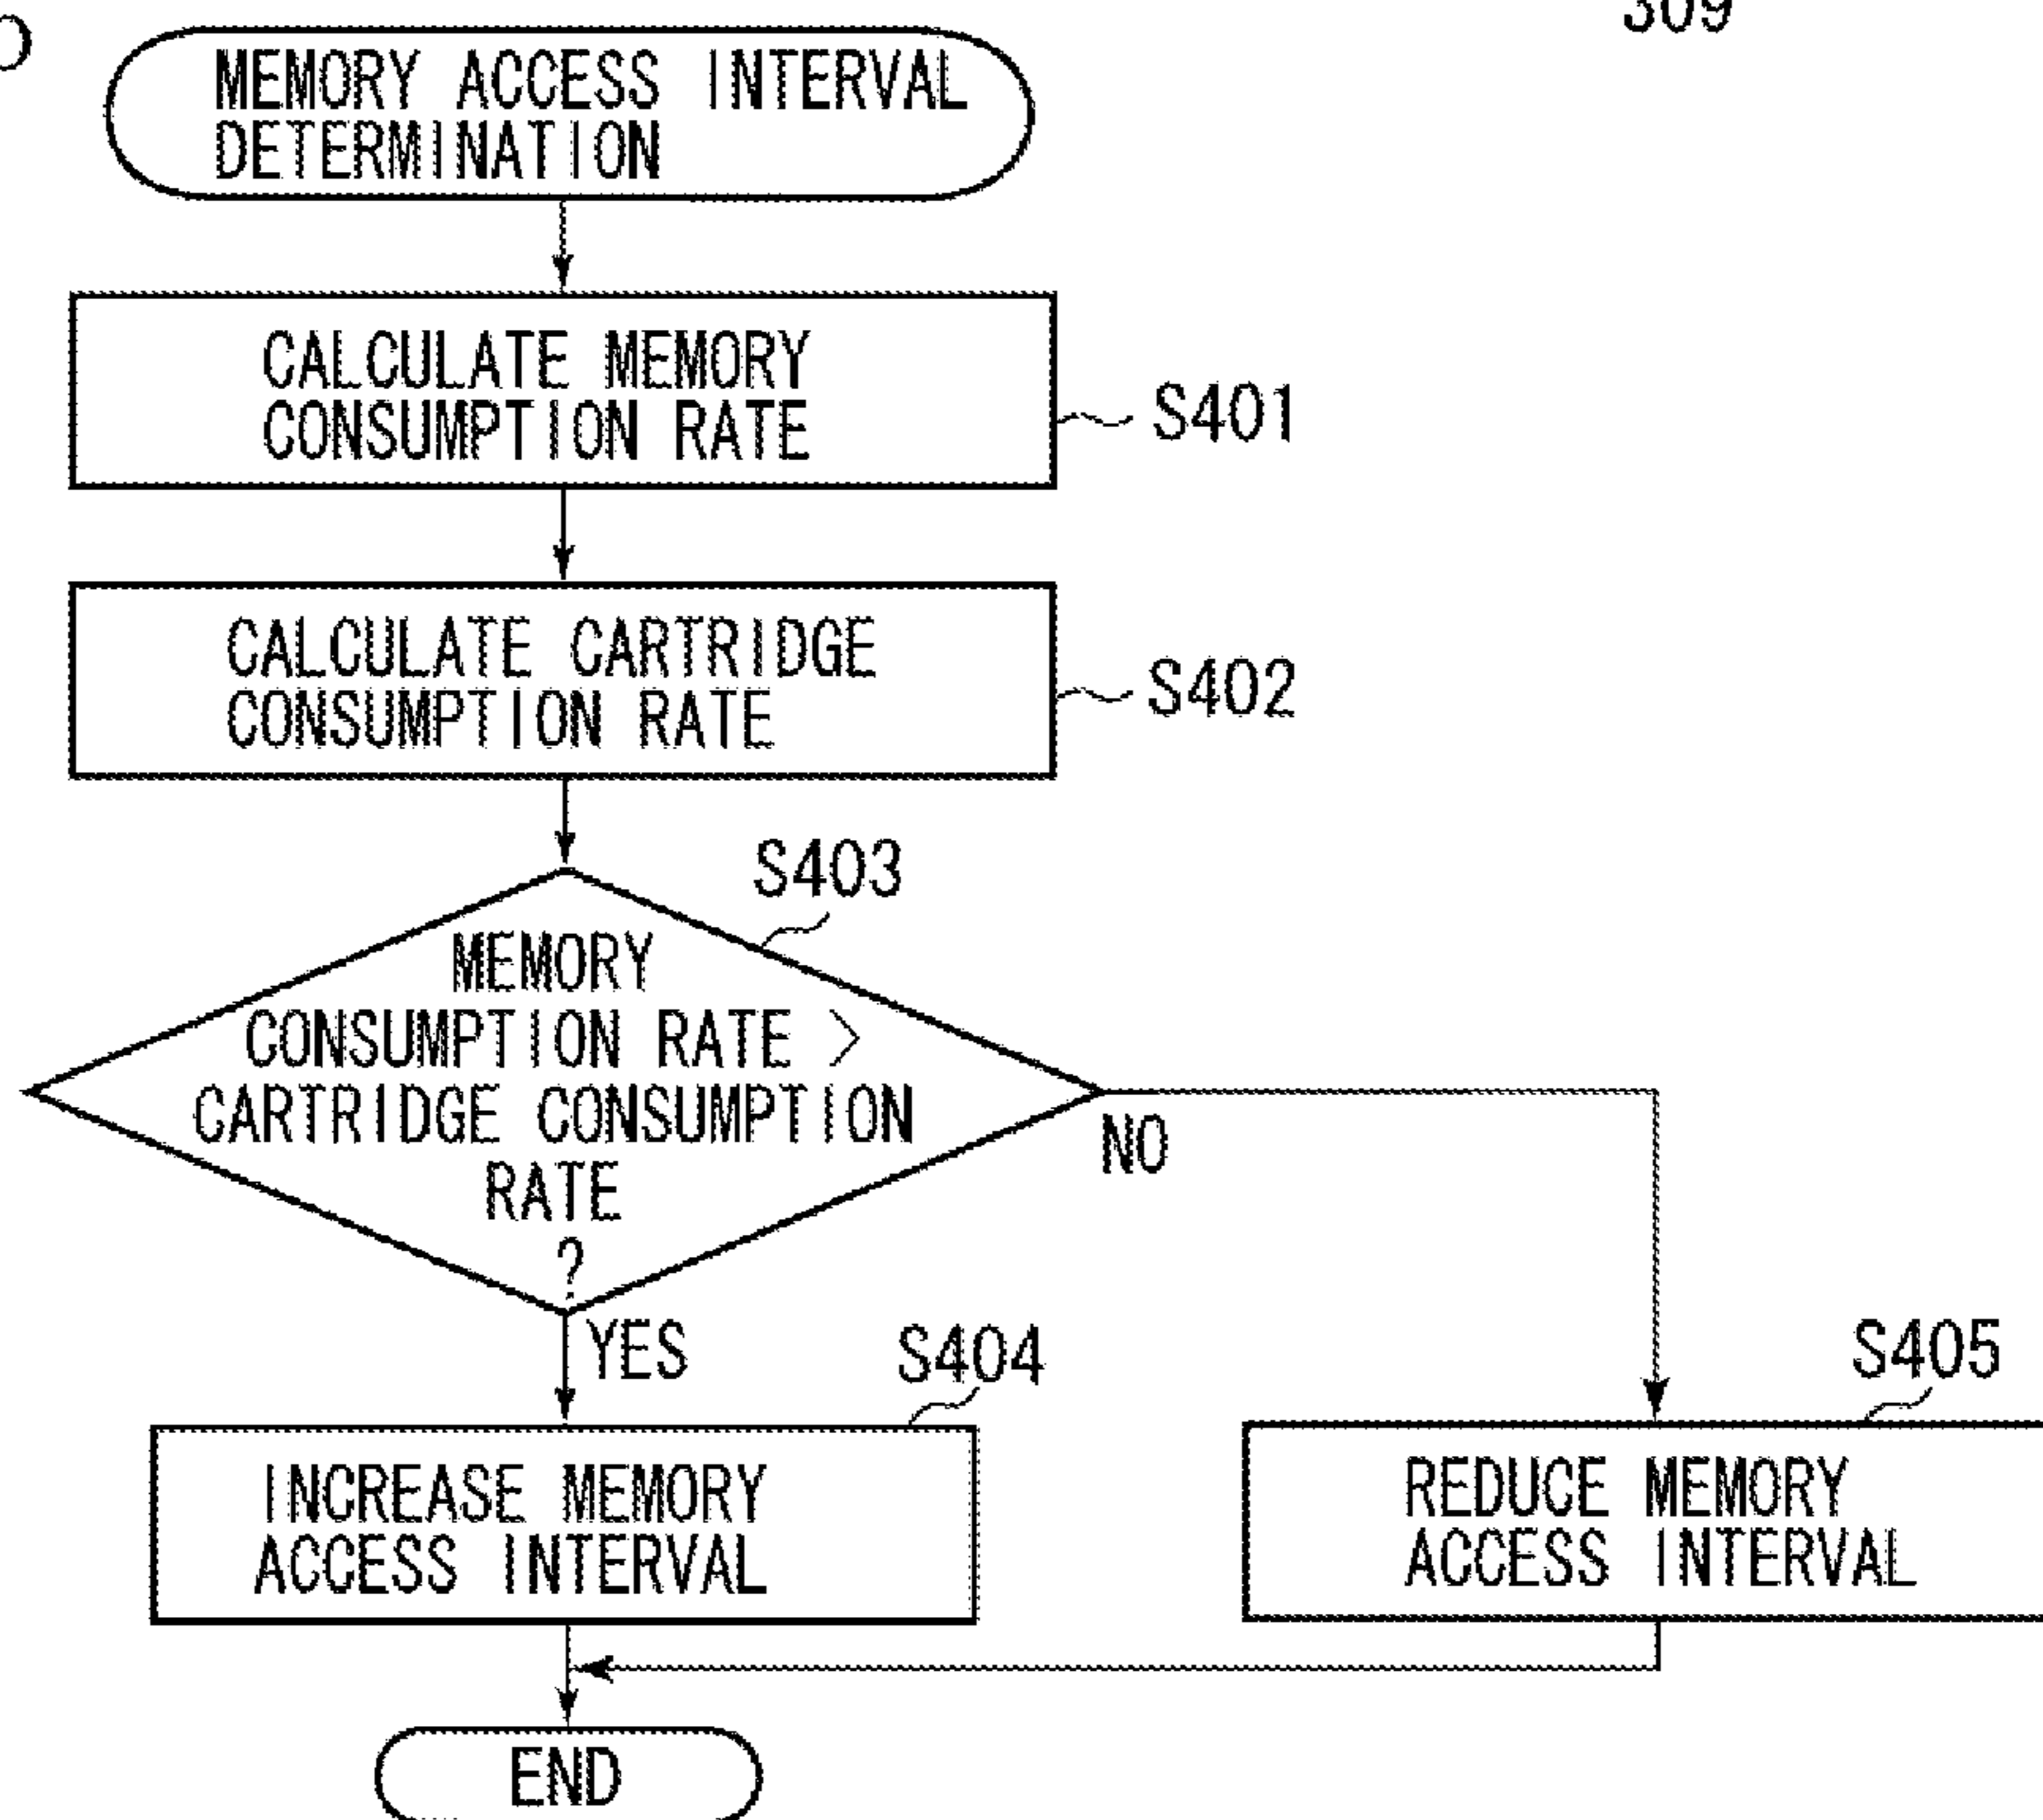 309
MEMORY ACCESS INTERVAL
DETERMINATION
CALCULATE MEMORY
CONSUMPTION RATE
S401
CALCULATE CARTRIDGE
CONSUMPTION RATE
S402
S403
MEMORY
CONSUMPTION RATE >
CARTRIDGE CONSUMPTION
RATE
?
NO
YES
S404
S405
INCREASE MEMORY
ACCESS INTERVAL
REDUCE MEMORY
ACCESS INTERVAL
END